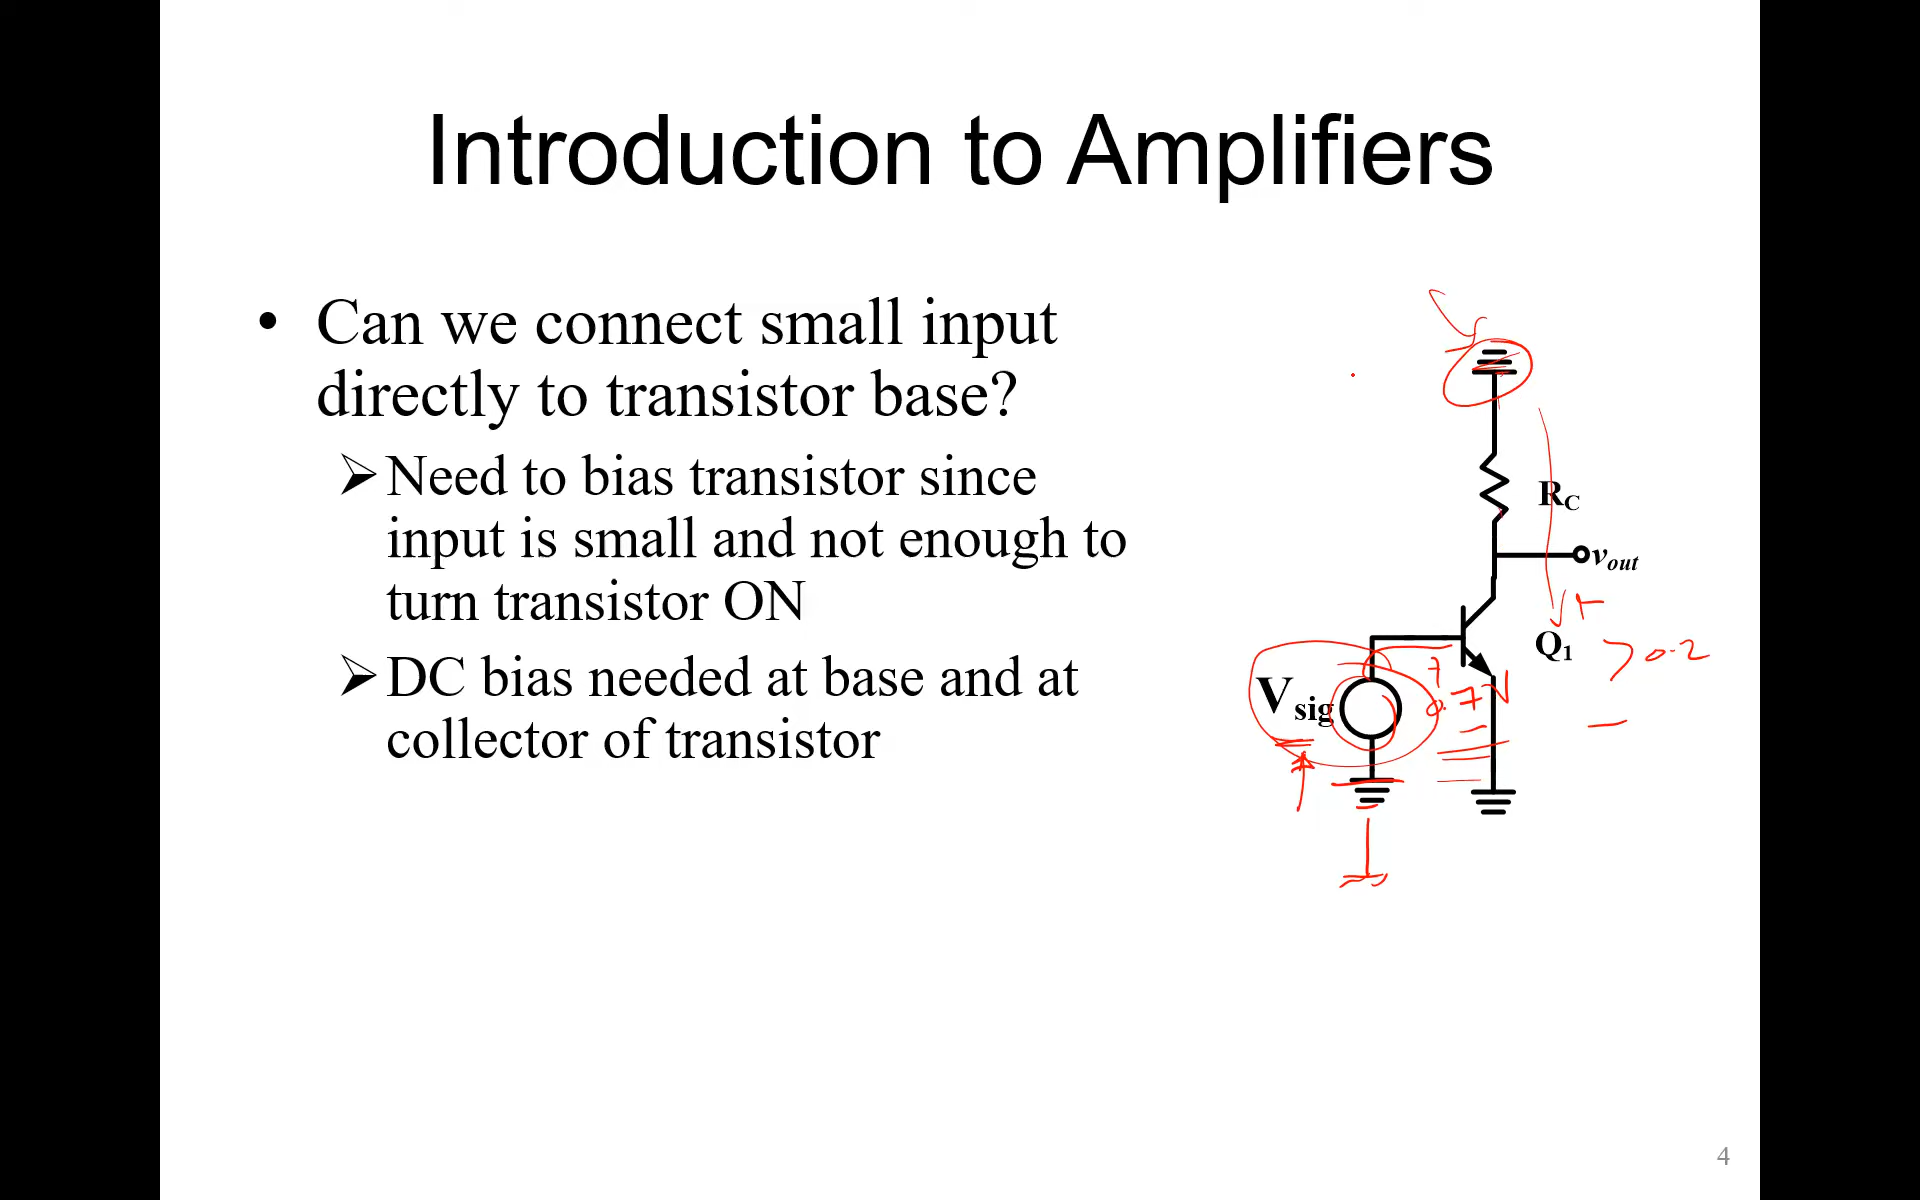 Introduction to Amplifiers
• Can we connect small input
directly to transistor base?
➢Need to bias transistor since
input is small and not enough to
turn transistor ON
➢DC bias needed at base and at
collector of transistor
RC
vout
Q1
>0.2
Vsig
0.7V
4